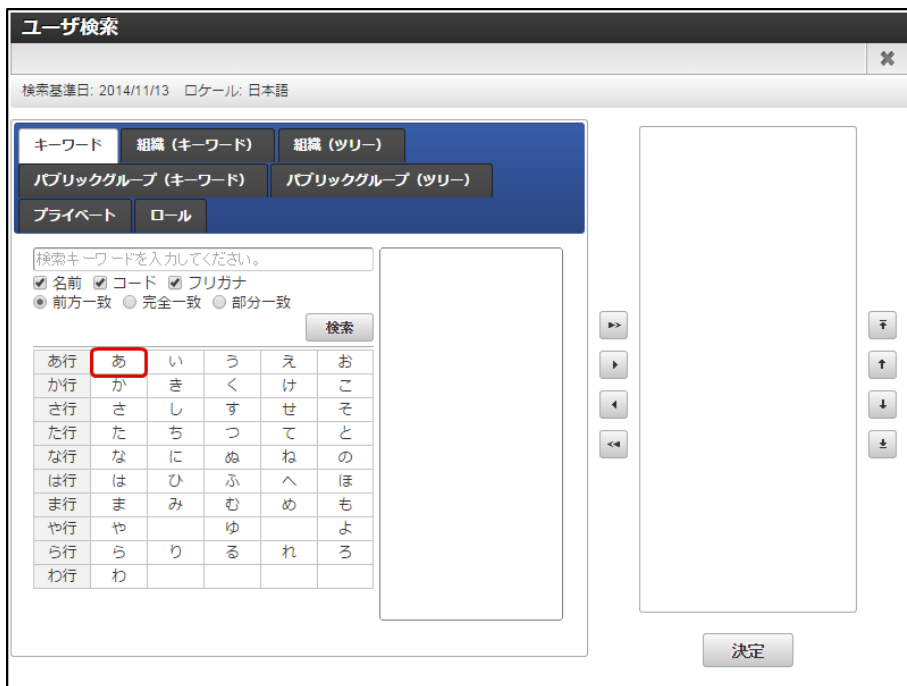 ユーザ検索
検索基準日: 2014/11/13 ロケール: 日本語
キーワード 組織（キーワード） 組織（ツリー）
パブリックグループ（キーワード） パブリックグループ（ツリー）
プライベート ロール
検索キーワードを入力してください。
名前 コード フリガナ
前方一致 完全一致 部分一致
検索
あ行 あ い う え お
か行 か き く け こ
さ行 さ し す せ そ
た行 た ち つ て と
な行 な に ぬ ね の
は行 は ひ ふ へ ほ
ま行 ま み む め も
や行 や ゆ よ
ら行 ら り る れ ろ
わ行 わ
決定